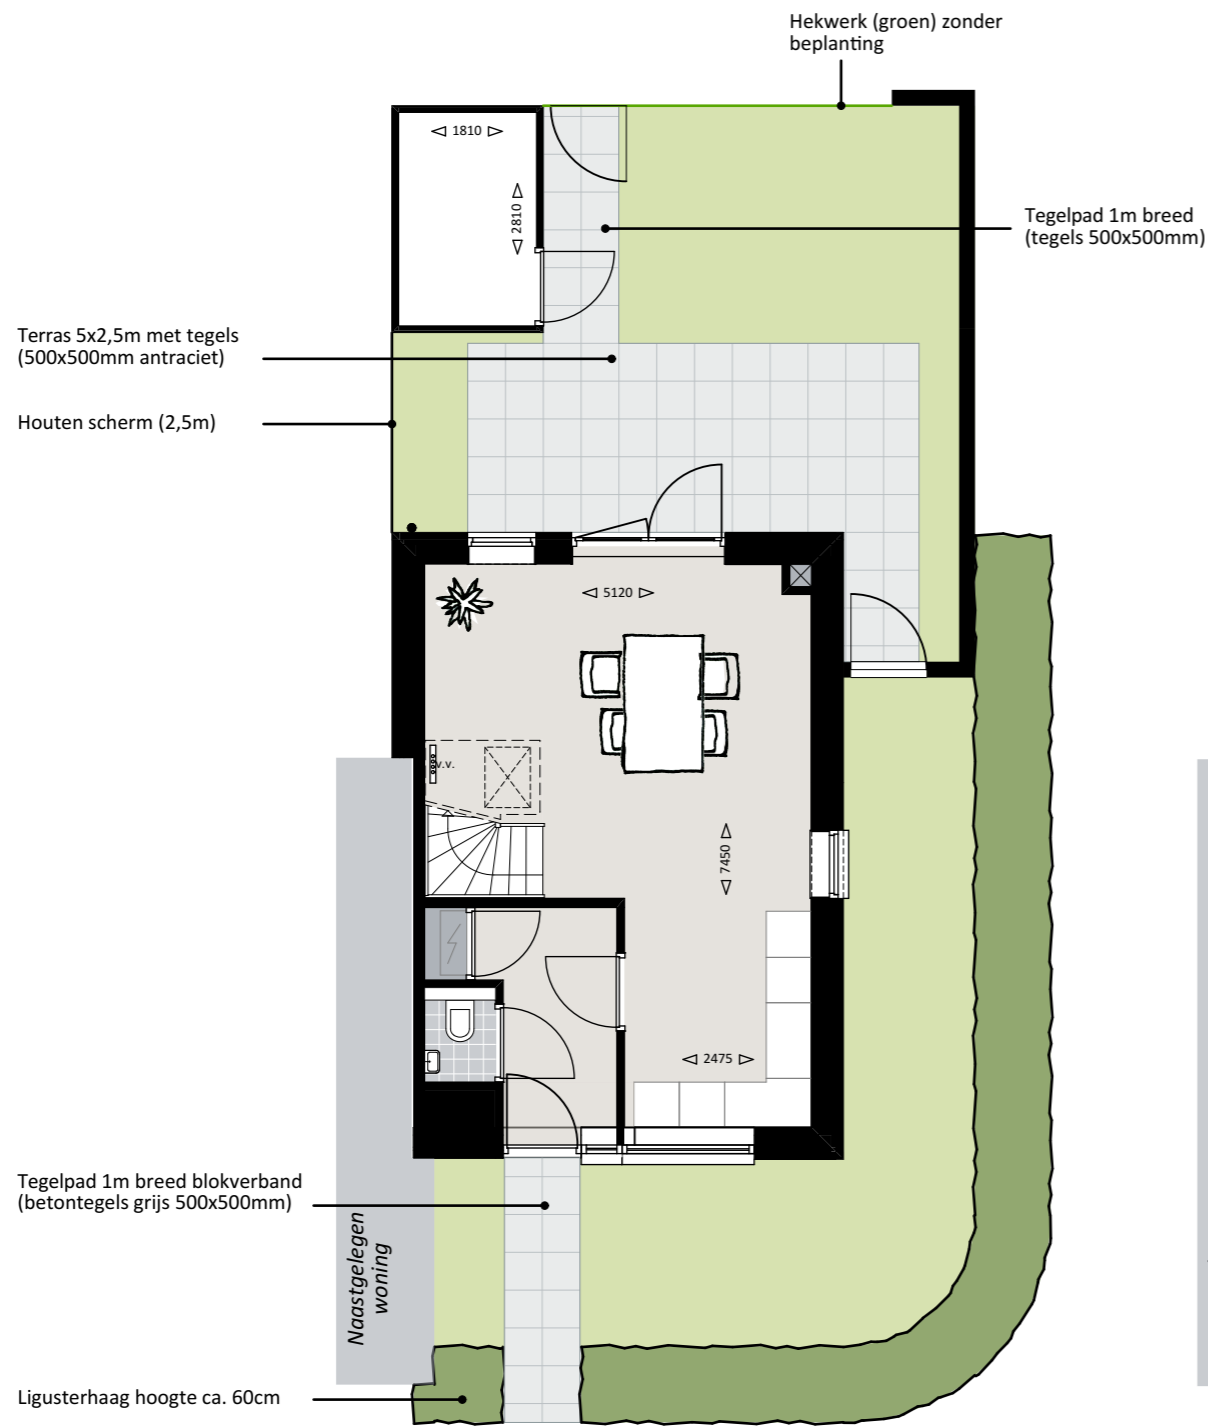 Hekwerk (groen) zonder
beplanting
1810
2810
Tegelpad 1m breed
(tegels 500x500mm)
Terras 5x2,5m met tegels
(500x500mm antraciet)
Houten scherm (2,5m)
5120
v.v.
7450
2475
Tegelpad 1m breed blokverband
(betontegels grijs 500x500mm)
Naastgelegen
woning
Ligusterhaag hoogte ca. 60cm